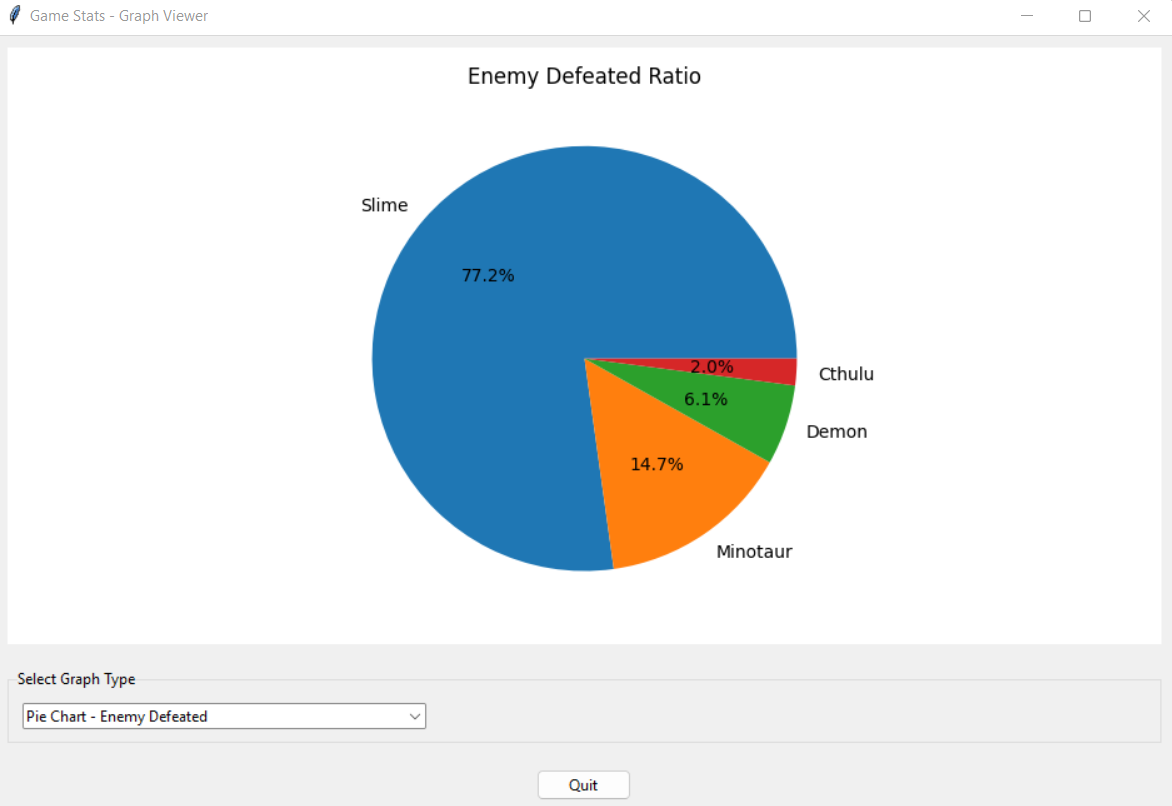 Game Stats - Graph Viewer
Enemy Defeated Ratio
Slime
77.2%
2.0%
Cthulu
6.1%
Demon
14.7%
Minotaur
Select Graph Type
Pie Chart - Enemy Defeated
Quit